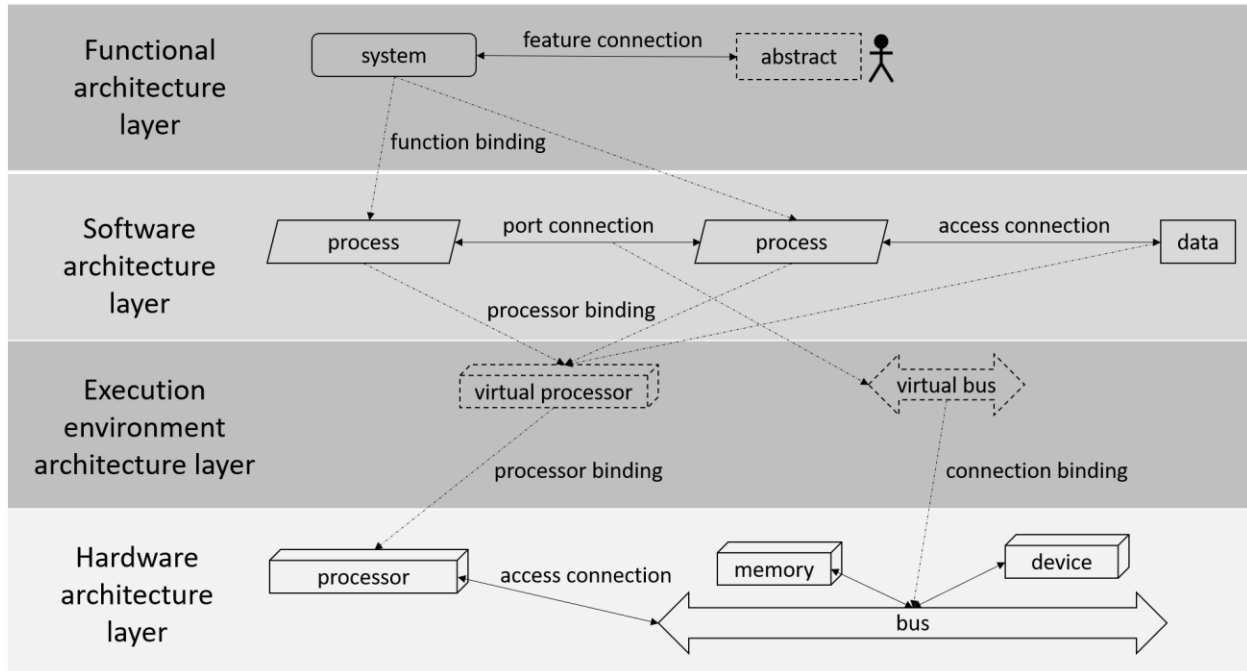 Functional
architecture
layer
system
feature connection
abstract
function binding
Software
architecture
layer
process
port connection
process
access connection
data
processor binding
Execution
environment
architecture layer
virtual processor
virtual bus
processor binding
connection binding
Hardware
architecture
layer
processor
access connection
memory
device
bus